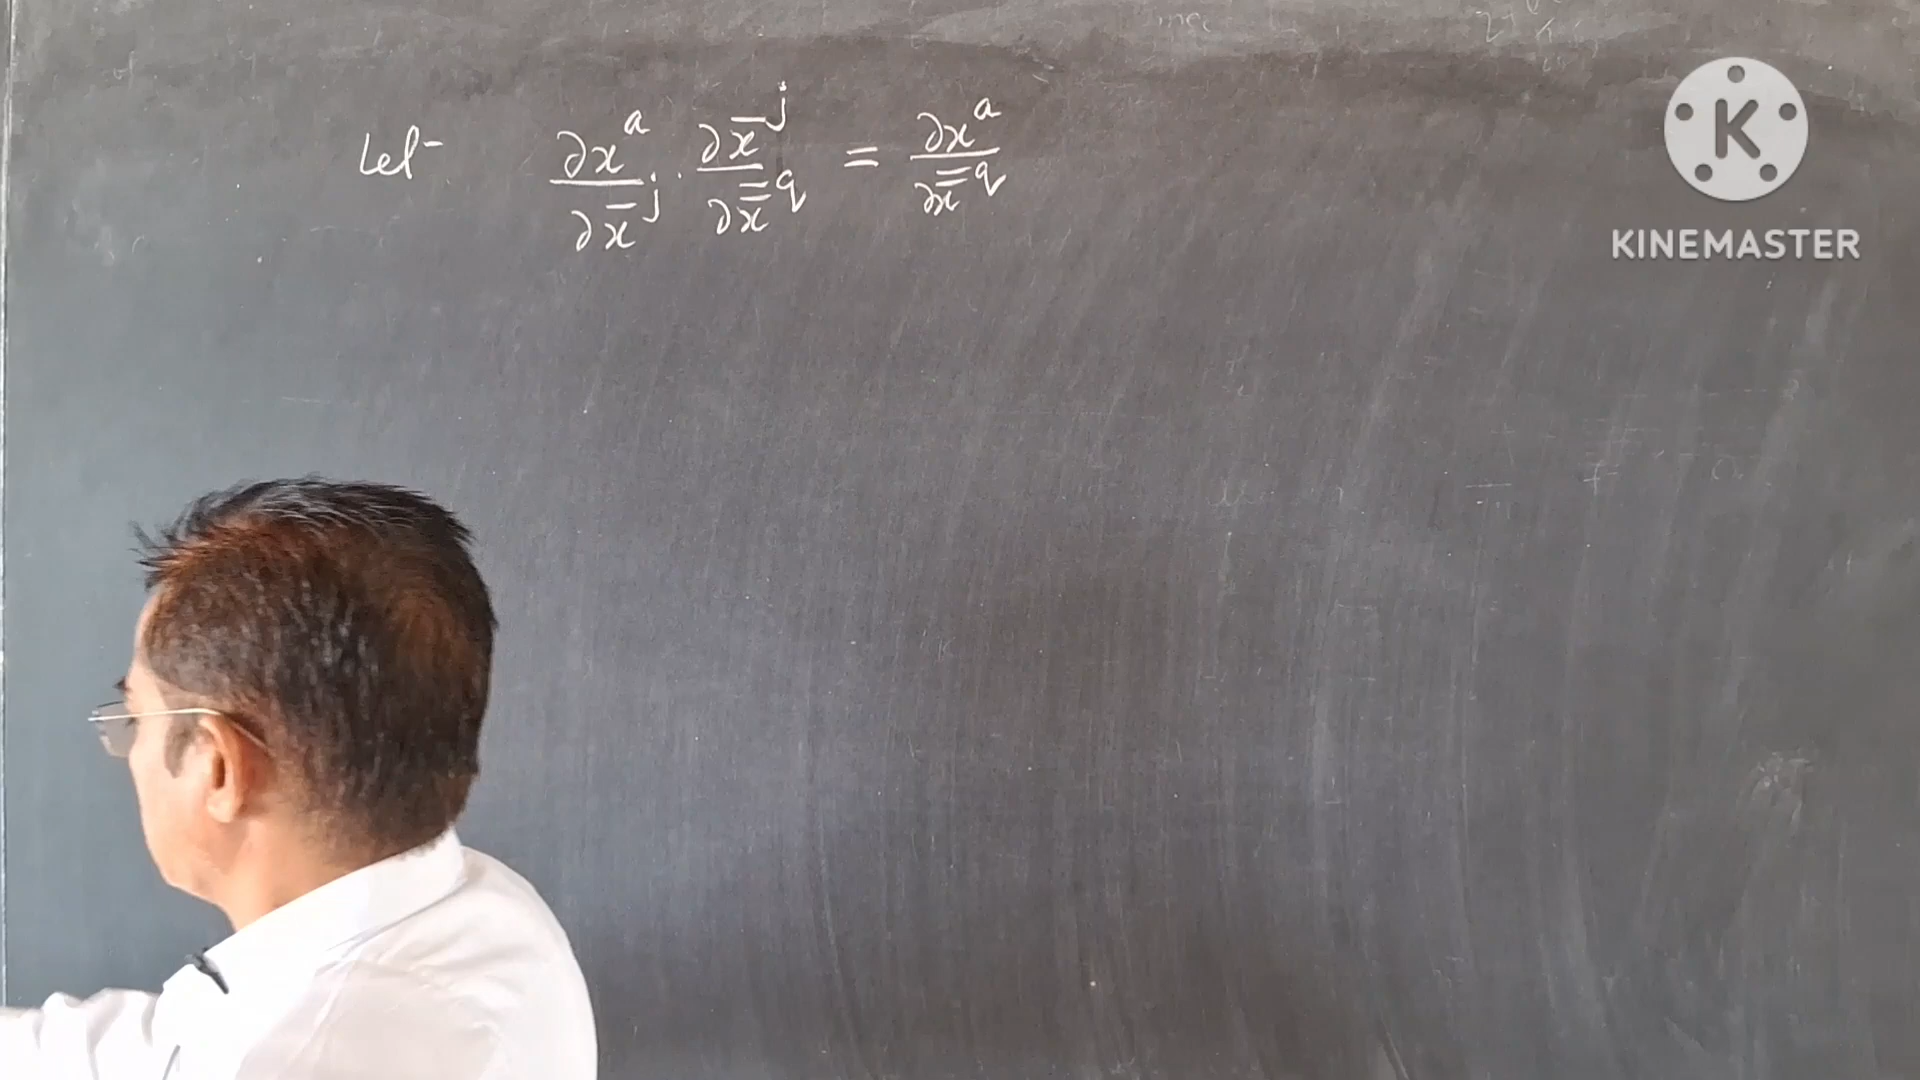 Let ∂x^a/∂x̅^j · ∂x̅^j/∂x̿^q = ∂x^a/∂x̿^q
K
KINEMASTER